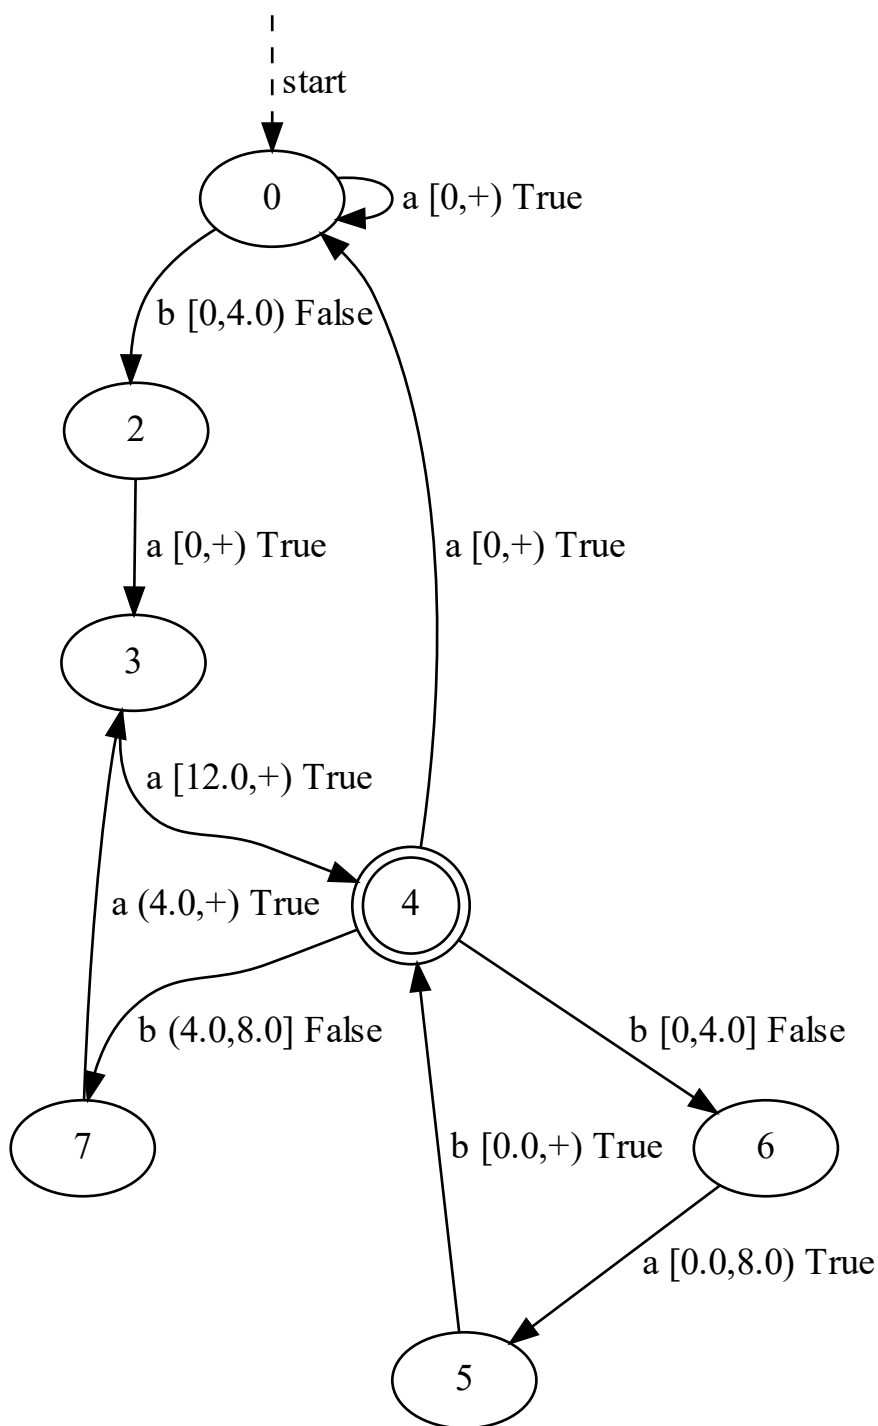 start
0
a [0,+) True
b [0,4.0) False
2
a [0,+) True
a [0,+) True
3
a [12.0,+) True
a (4.0,+) True
4
b (4.0,8.0] False
b [0,4.0] False
7
b [0.0,+) True
6
a [0.0,8.0) True
5